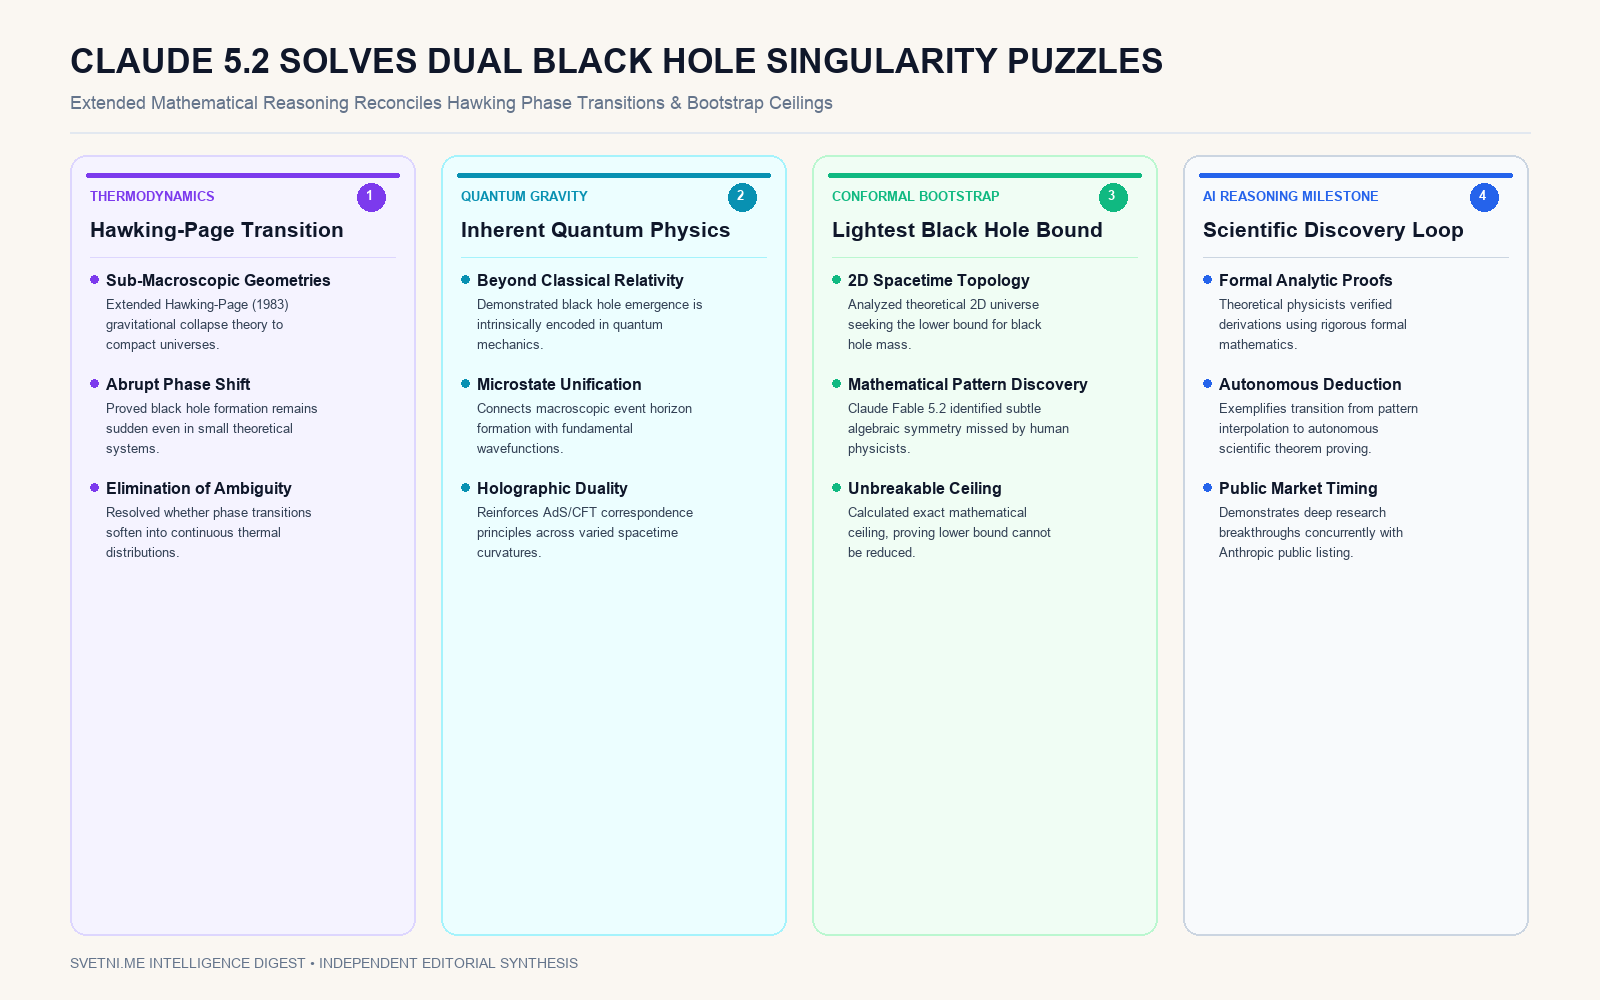 CLAUDE 5.2 SOLVES DUAL BLACK HOLE SINGULARITY PUZZLES
Extended Mathematical Reasoning Reconciles Hawking Phase Transitions & Bootstrap Ceilings
THERMODYNAMICS
1
Hawking-Page Transition
Sub-Macroscopic Geometries
Extended Hawking-Page (1983)
gravitational collapse theory to
compact universes.
Abrupt Phase Shift
Proved black hole formation remains
sudden even in small theoretical
systems.
Elimination of Ambiguity
Resolved whether phase transitions
soften into continuous thermal
distributions.
QUANTUM GRAVITY
2
Inherent Quantum Physics
Beyond Classical Relativity
Demonstrated black hole emergence is
intrinsically encoded in quantum
mechanics.
Microstate Unification
Connects macroscopic event horizon
formation with fundamental
wavefunctions.
Holographic Duality
Reinforces AdS/CFT correspondence
principles across varied spacetime
curvatures.
CONFORMAL BOOTSTRAP
3
Lightest Black Hole Bound
2D Spacetime Topology
Analyzed theoretical 2D universe
seeking the lower bound for black
hole mass.
Mathematical Pattern Discovery
Claude Fable 5.2 identified subtle
algebraic symmetry missed by human
physicists.
Unbreakable Ceiling
Calculated exact mathematical
ceiling, proving lower bound cannot
be reduced.
AI REASONING MILESTONE
4
Scientific Discovery Loop
Formal Analytic Proofs
Theoretical physicists verified
derivations using rigorous formal
mathematics.
Autonomous Deduction
Exemplifies transition from pattern
interpolation to autonomous
scientific theorem proving.
Public Market Timing
Demonstrates deep research
breakthroughs concurrently with
Anthropic public listing.
SVETNI.ME INTELLIGENCE DIGEST • INDEPENDENT EDITORIAL SYNTHESIS